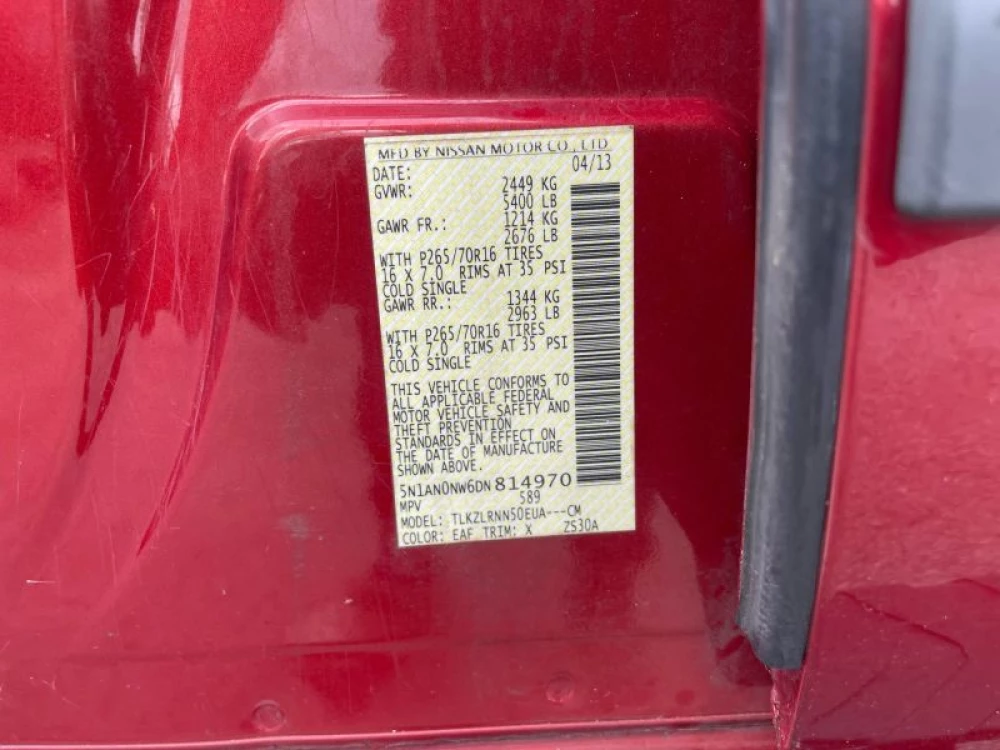 MFD BY NISSAN MOTOR CO., LTD
DATE: 04/13
GVWR: 2449 KG
5400 LB
GAWR FR.: 1214 KG
2676 LB
WITH P265/70R16 TIRES
16 X 7.0 RIMS AT 35 PSI
COLD SINGLE
GAWR RR.: 1344 KG
2963 LB
WITH P265/70R16 TIRES
16 X 7.0 RIMS AT 35 PSI
COLD SINGLE
THIS VEHICLE CONFORMS TO
ALL APPLICABLE FEDERAL
MOTOR VEHICLE SAFETY AND
THEFT PREVENTION
STANDARDS IN EFFECT ON
THE DATE OF MANUFACTURE
SHOWN ABOVE.
5N1AN0NW6DN814970
MPV 589
MODEL: TLKZLRNN50EUA---CM
COLOR: EAF TRIM: X ZS30A